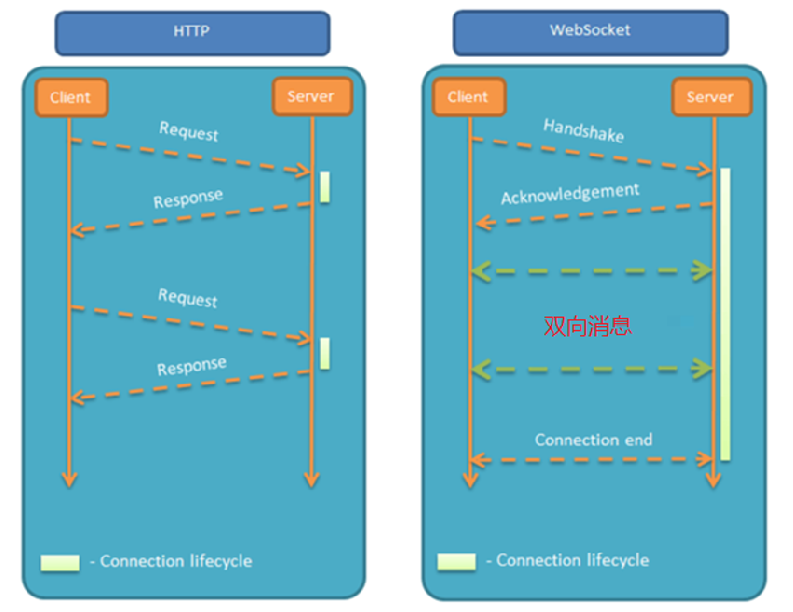 HTTP
Client
Server
Request
Response
Request
Response
- Connection lifecycle
WebSocket
Client
Server
Handshake
Acknowledgement
双向消息
Connection end
- Connection lifecycle